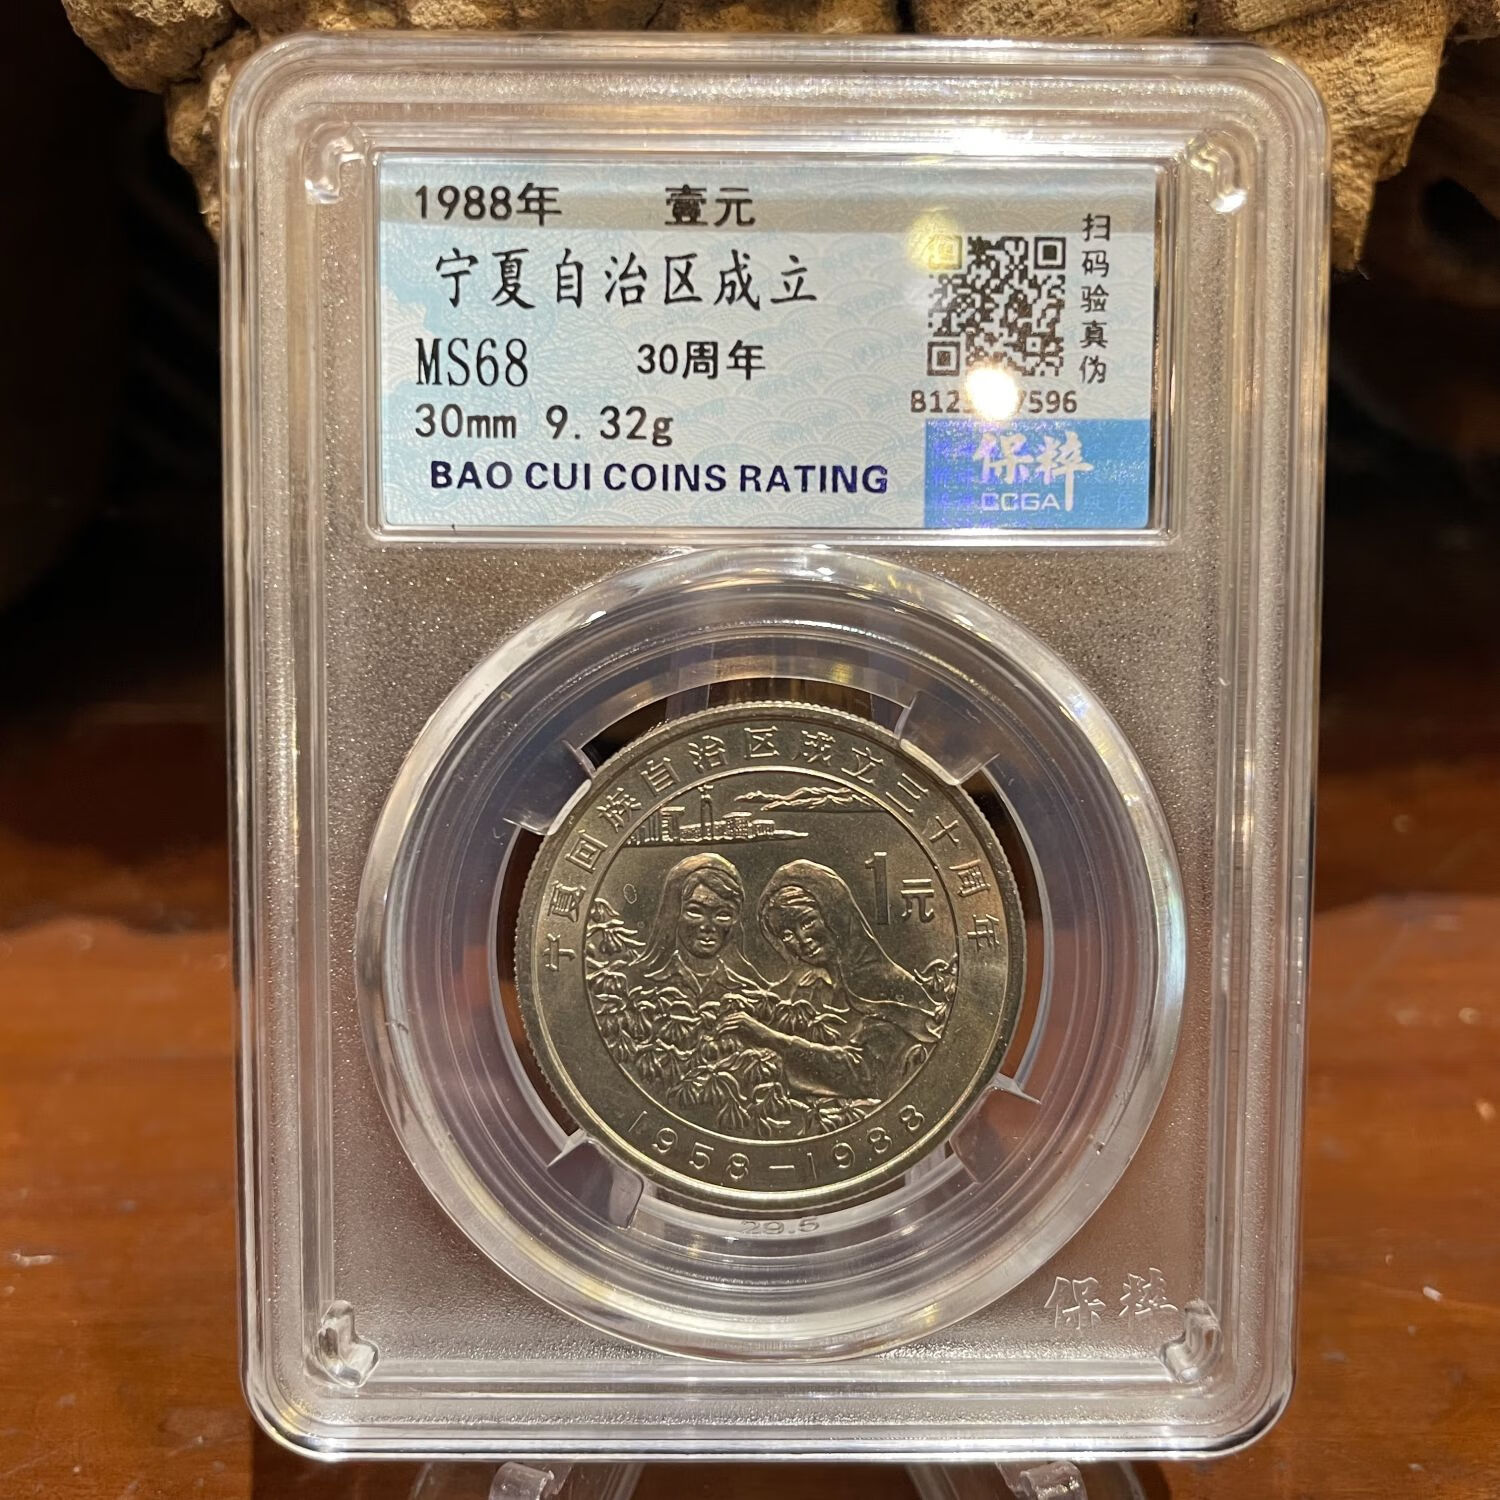 1988年 壹元
宁夏自治区成立
MS68 30周年
30mm 9.32g
BAO CUI COINS RATING
扫码验真伪
保粹
CCGA
宁夏回族自治区成立三十周年
1元
1958-1988
29.5
保粹